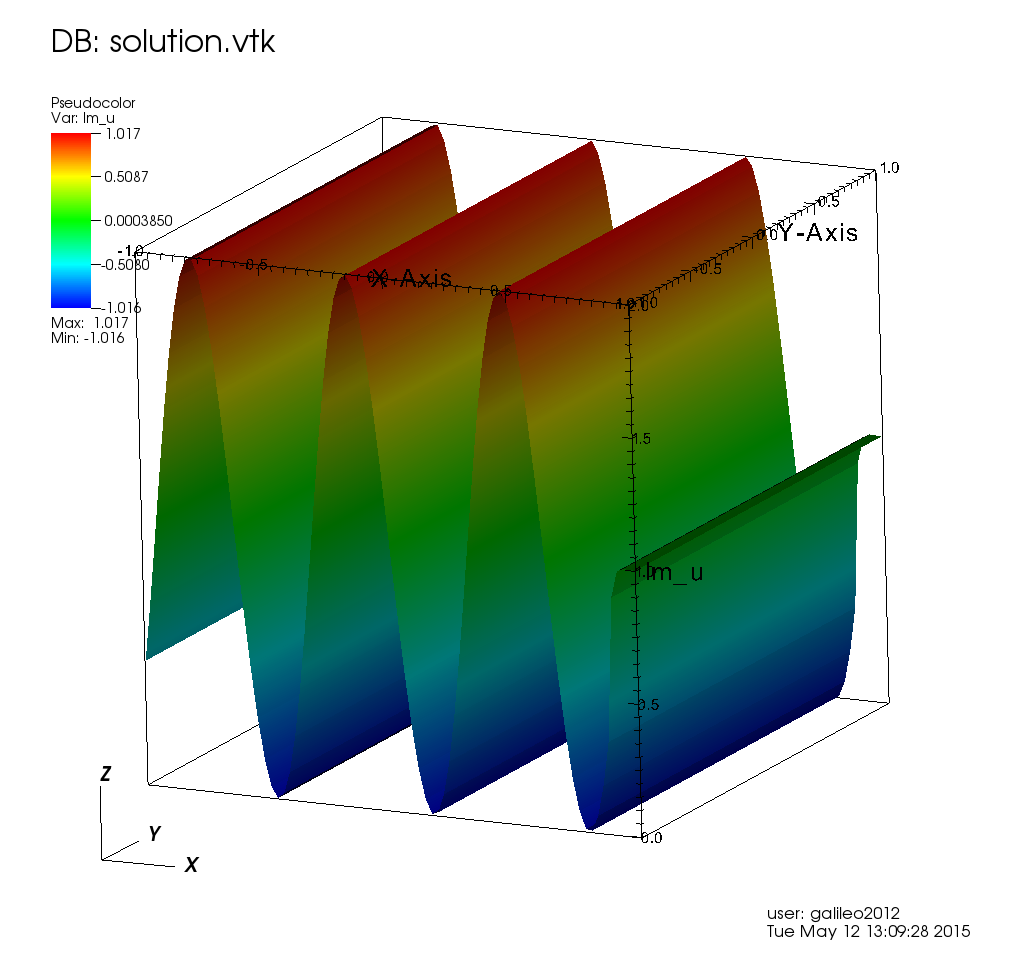 DB: solution.vtk
Pseudocolor
Var: Im_u
1.017
0.5087
0.0003850
-0.5080
-1.016
Max: 1.017
Min: -1.016
-1.0
-0.5
X-Axis
0.5
1.0
-0.5
0.0
Y-Axis
0.5
1.0
2.0
1.5
1.0
Im_u
0.5
0.0
Z
Y
X
user: galileo2012
Tue May 12 13:09:28 2015